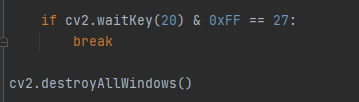 if cv2.waitKey(20) & 0xFF == 27:
break
cv2.destroyAllWindows()